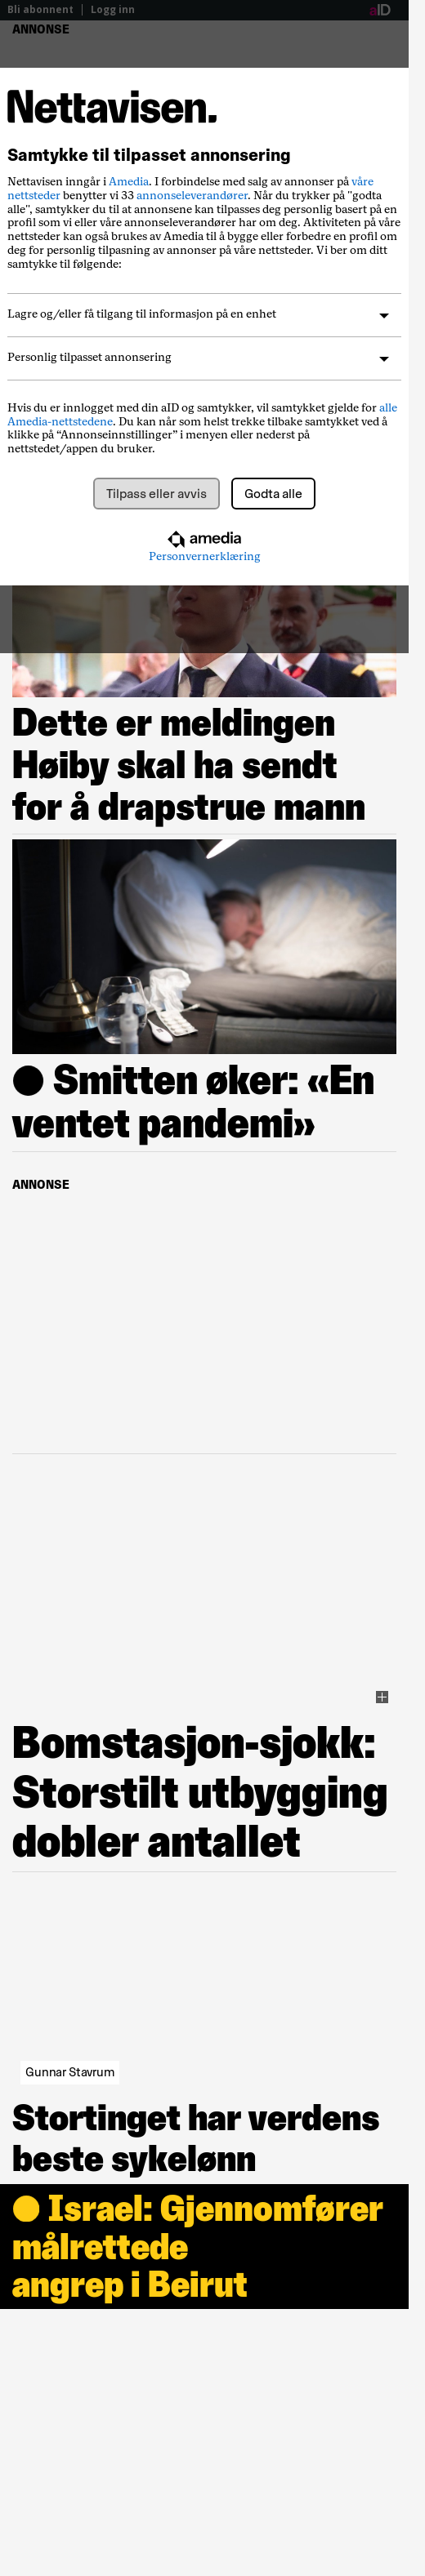 Bli abonnent | Logg inn
aID
ANNONSE
Nettavisen.
Samtykke til tilpasset annonsering
Nettavisen inngår i Amedia. I forbindelse med salg av annonser på våre
nettsteder benytter vi 33 annonseleverandører. Når du trykker på "godta
alle", samtykker du til at annonsene kan tilpasses deg personlig basert på en
profil som vi eller våre annonseleverandører har om deg. Aktiviteten på våre
nettsteder kan også brukes av Amedia til å bygge eller forbedre en profil om
deg for personlig tilpasning av annonser på våre nettsteder. Vi ber om ditt
samtykke til følgende:
Lagre og/eller få tilgang til informasjon på en enhet
Personlig tilpasset annonsering
Hvis du er innlogget med din aID og samtykker, vil samtykket gjelde for alle
Amedia-nettstedene. Du kan når som helst trekke tilbake samtykket ved å
klikke på “Annonseinnstillinger” i menyen eller nederst på
nettstedet/appen du bruker.
Tilpass eller avvis
Godta alle
amedia
Personvernerklæring
Dette er meldingen
Høiby skal ha sendt
for å drapstrue mann
Smitten øker: «En
ventet pandemi»
ANNONSE
Bomstasjon-sjokk:
Storstilt utbygging
dobler antallet
Gunnar Stavrum
Stortinget har verdens
beste sykelønn
Israel: Gjennomfører
målrettede
angrep i Beirut